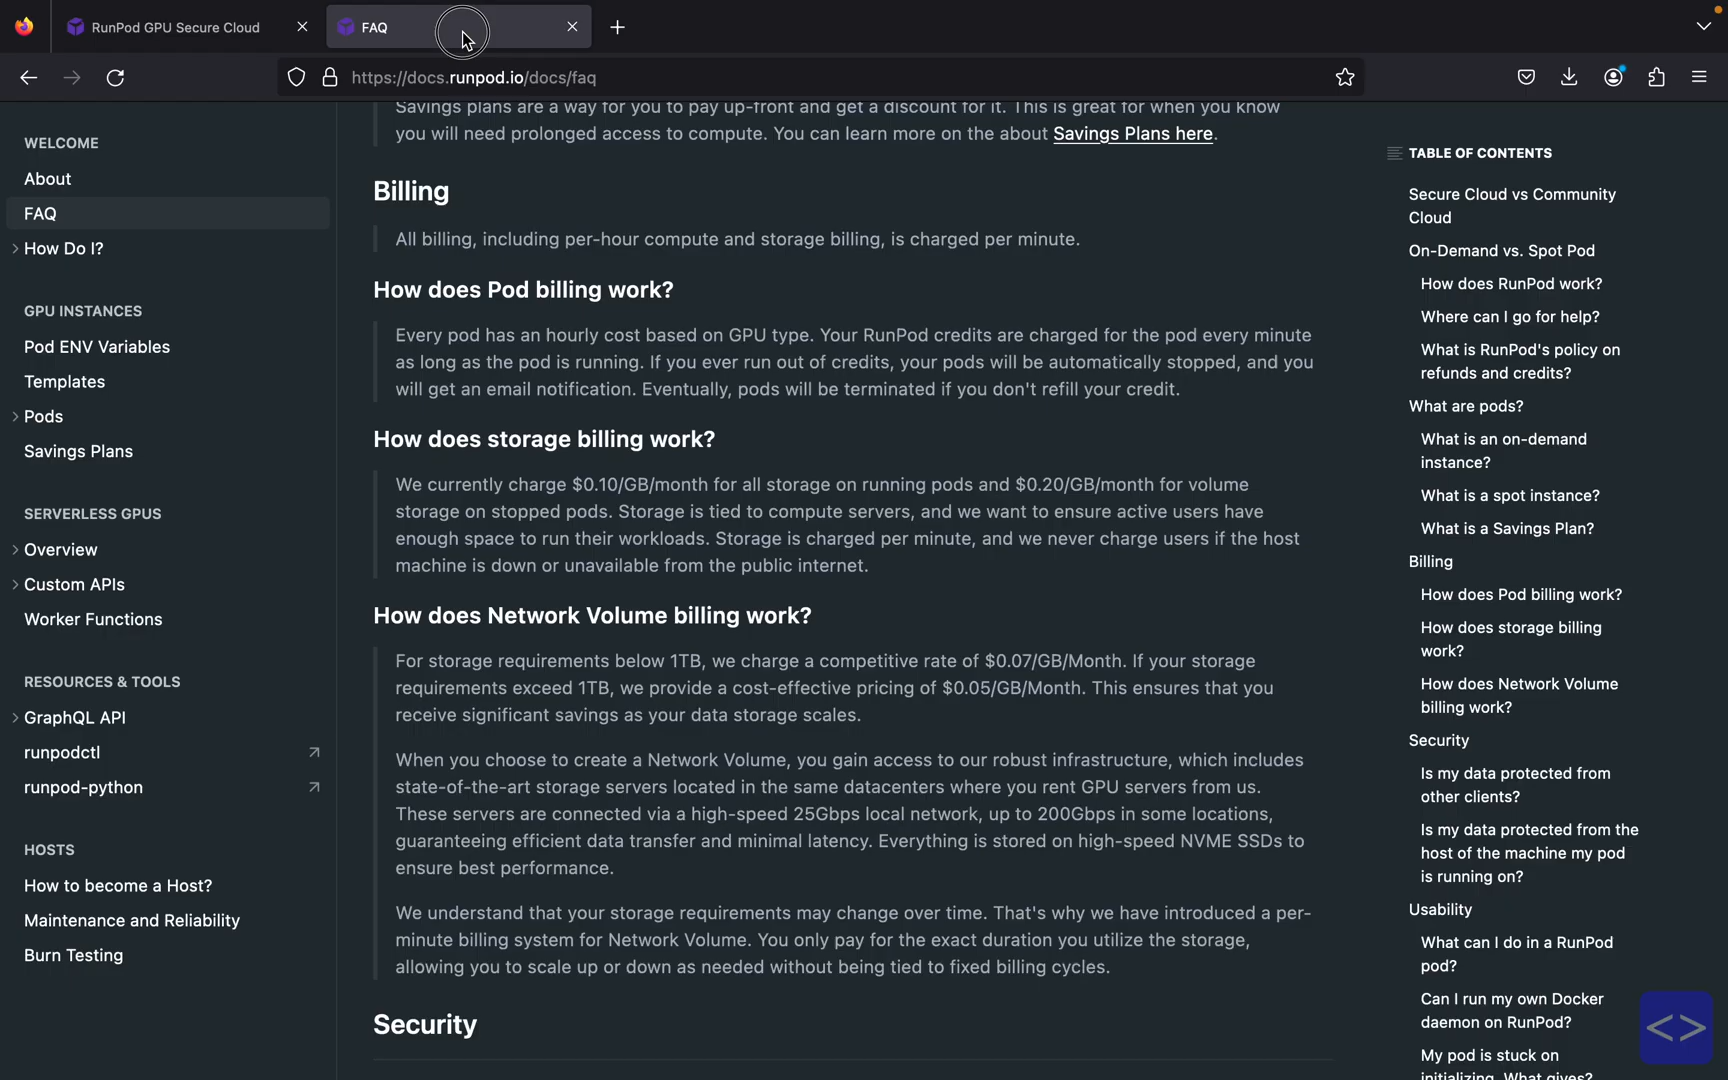 RunPod GPU Secure Cloud
FAQ
https://docs.runpod.io/docs/faq
WELCOME
About
FAQ
How Do I?
GPU INSTANCES
Pod ENV Variables
Templates
Pods
Savings Plans
SERVERLESS GPUS
Overview
Custom APIs
Worker Functions
RESOURCES & TOOLS
GraphQL API
runpodctl
runpod-python
HOSTS
How to become a Host?
Maintenance and Reliability
Burn Testing
Savings plans are a way for you to pay up-front and get a discount for it. This is great for when you know
you will need prolonged access to compute. You can learn more on the about Savings Plans here.
Billing
All billing, including per-hour compute and storage billing, is charged per minute.
How does Pod billing work?
Every pod has an hourly cost based on GPU type. Your RunPod credits are charged for the pod every minute
as long as the pod is running. If you ever run out of credits, your pods will be automatically stopped, and you
will get an email notification. Eventually, pods will be terminated if you don't refill your credit.
How does storage billing work?
We currently charge $0.10/GB/month for all storage on running pods and $0.20/GB/month for volume
storage on stopped pods. Storage is tied to compute servers, and we want to ensure active users have
enough space to run their workloads. Storage is charged per minute, and we never charge users if the host
machine is down or unavailable from the public internet.
How does Network Volume billing work?
For storage requirements below 1TB, we charge a competitive rate of $0.07/GB/Month. If your storage
requirements exceed 1TB, we provide a cost-effective pricing of $0.05/GB/Month. This ensures that you
receive significant savings as your data storage scales.
When you choose to create a Network Volume, you gain access to our robust infrastructure, which includes
state-of-the-art storage servers located in the same datacenters where you rent GPU servers from us.
These servers are connected via a high-speed 25Gbps local network, up to 200Gbps in some locations,
guaranteeing efficient data transfer and minimal latency. Everything is stored on high-speed NVME SSDs to
ensure best performance.
We understand that your storage requirements may change over time. That's why we have introduced a per-
minute billing system for Network Volume. You only pay for the exact duration you utilize the storage,
allowing you to scale up or down as needed without being tied to fixed billing cycles.
Security
TABLE OF CONTENTS
Secure Cloud vs Community
Cloud
On-Demand vs. Spot Pod
How does RunPod work?
Where can I go for help?
What is RunPod's policy on
refunds and credits?
What are pods?
What is an on-demand
instance?
What is a spot instance?
What is a Savings Plan?
Billing
How does Pod billing work?
How does storage billing
work?
How does Network Volume
billing work?
Security
Is my data protected from
other clients?
Is my data protected from the
host of the machine my pod
is running on?
Usability
What can I do in a RunPod
pod?
Can I run my own Docker
daemon on RunPod?
My pod is stuck on
initializing. What gives?
<>